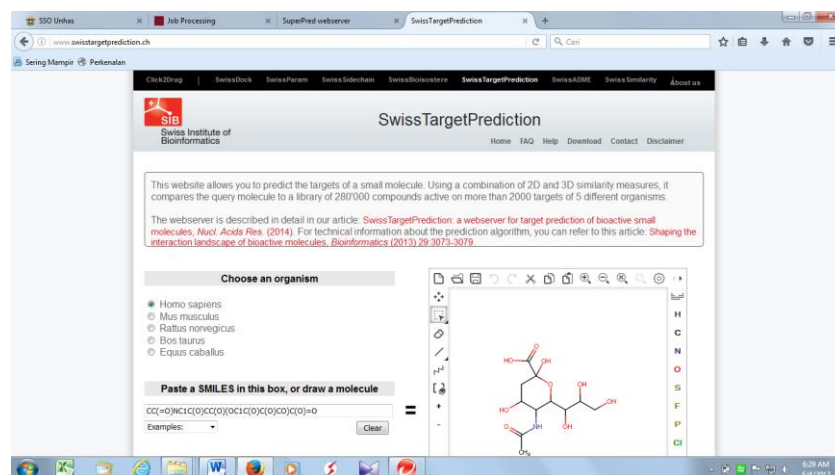 SSO Unhas
Job Processing
SuperPred webserver
SwissTargetPrediction
www.swisstargetprediction.ch
Cari
Sering Mampir
Perkenalan
Click2Drug | SwissDock SwissParam SwissSidechain SwissBioisostere SwissTargetPrediction SwissADME SwissSimilarity About us
SIB
Swiss Institute of
Bioinformatics
SwissTargetPrediction
Home FAQ Help Download Contact Disclaimer
This website allows you to predict the targets of a small molecule. Using a combination of 2D and 3D similarity measures, it
compares the query molecule to a library of 280'000 compounds active on more than 2000 targets of 5 different organisms.
The webserver is described in detail in our article: SwissTargetPrediction: a webserver for target prediction of bioactive small
molecules, Nucl. Acids Res. (2014). For technical information about the prediction algorithm, you can refer to this article: Shaping the
interaction landscape of bioactive molecules, Bioinformatics (2013) 29:3073-3079.
Choose an organism
Homo sapiens
Mus musculus
Rattus norvegicus
Bos taurus
Equus caballus
Paste a SMILES in this box, or draw a molecule
CC(=O)NC1C(O)CC(O)(OC1C(O)C(O)CO)C(O)=O
Examples:
Clear
=
H
C
N
O
S
F
P
Cl
O
HO
OH
O
OH
HO
OH
OH
O
NH
CH3
6:29 AM